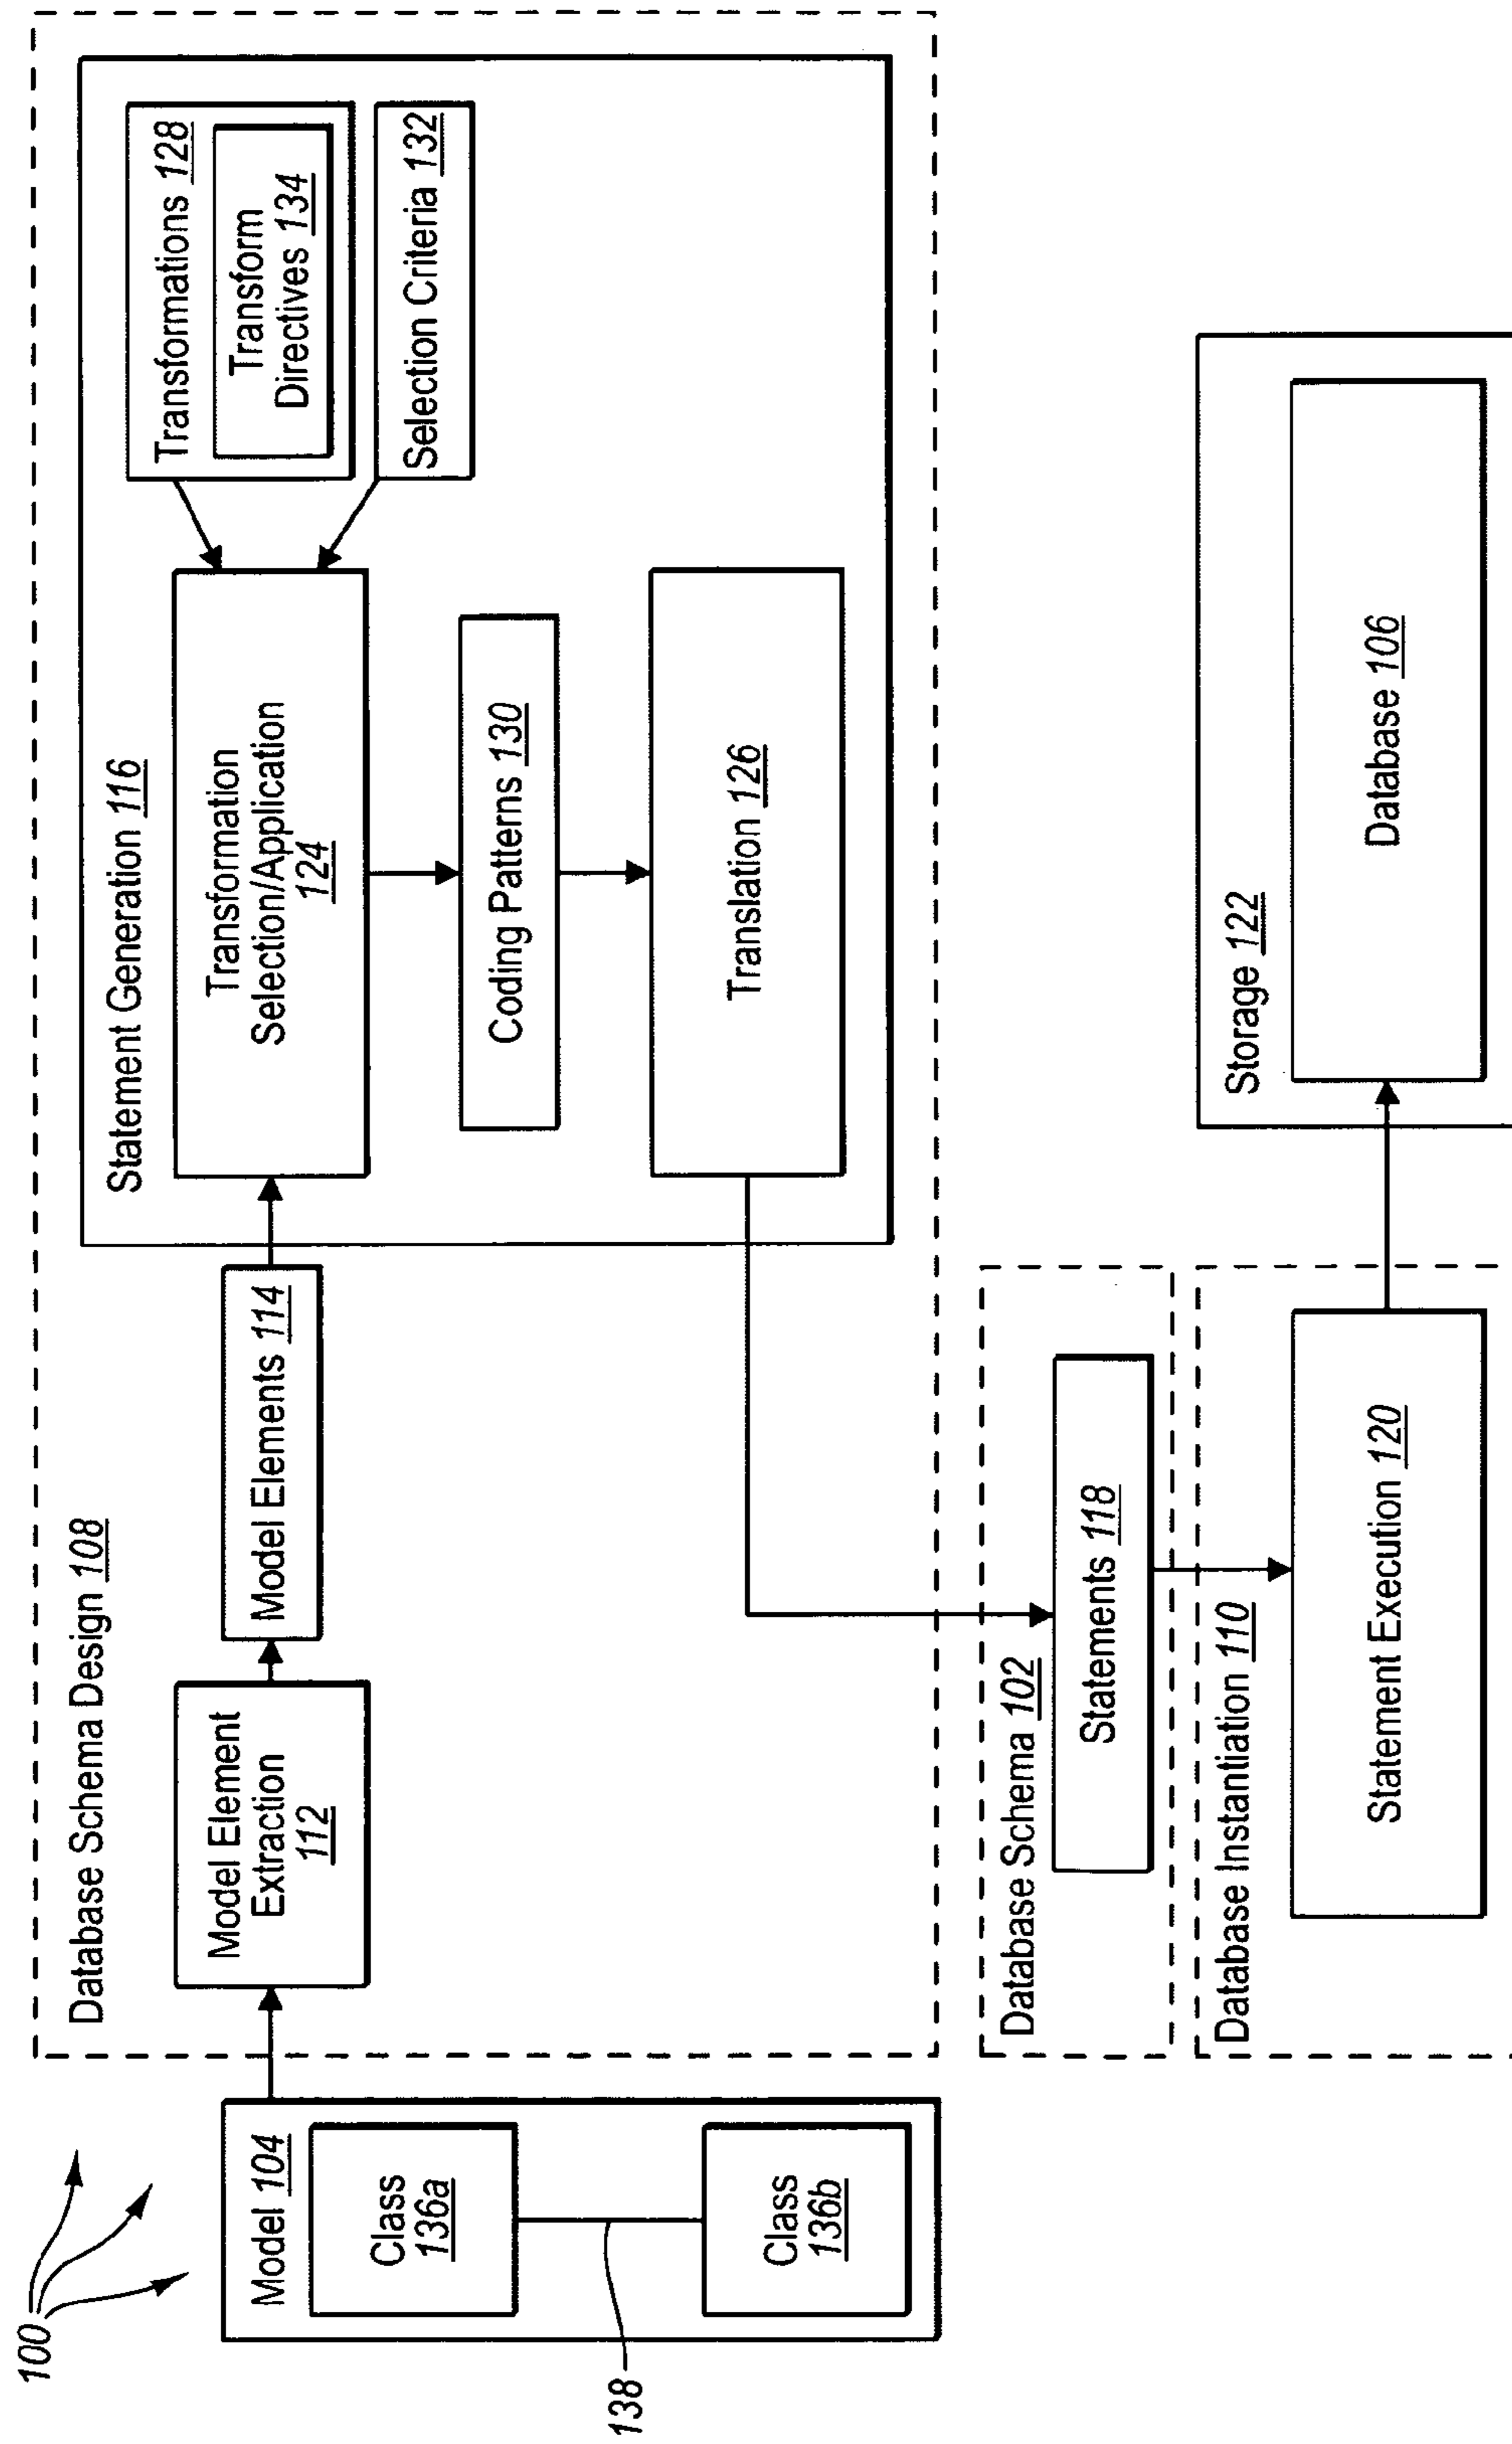 100
Model 104
Class
136a
138
Class
136b
Database Schema Design 108
Model Element
Extraction
112
Model Elements 114
Statement Generation 116
Transformation
Selection/Application
124
Transformations 128
Transform
Directives 134
Selection Criteria 132
Coding Patterns 130
Translation 126
Database Schema 102
Statements 118
Database Instantiation 110
Statement Execution 120
Storage 122
Database 106